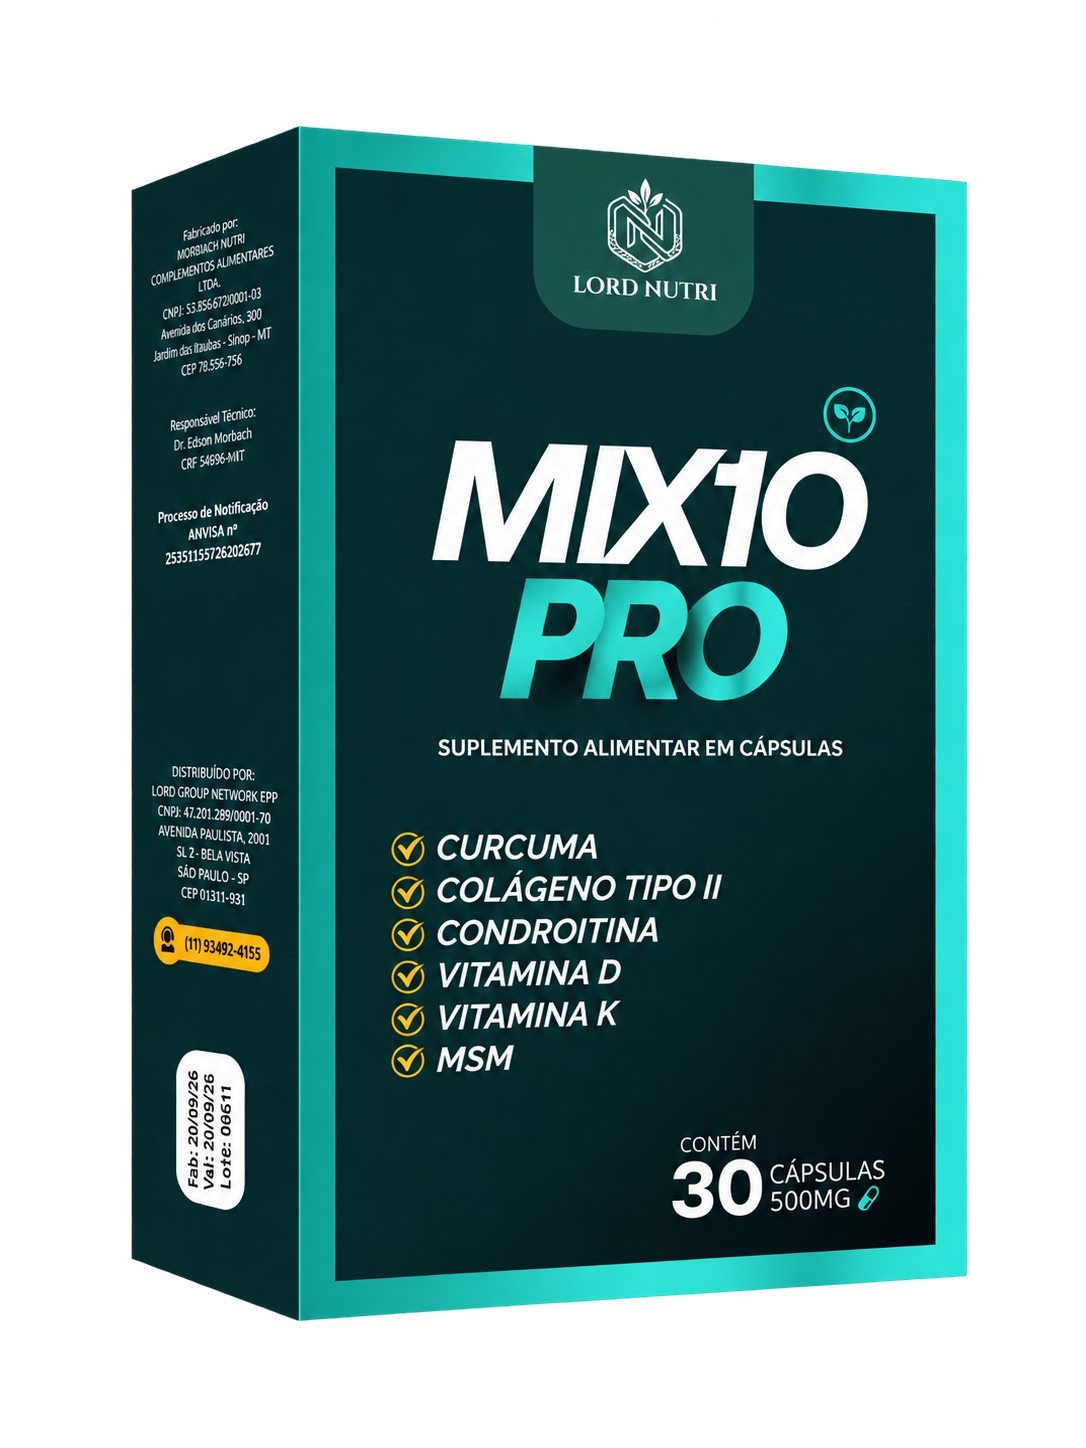 Fabricado por:
MORBIACH NUTRI
COMPLEMENTOS ALIMENTARES
LTDA.
CNPJ: 53.856.672/0001-03
Avenida dos Canários, 300
Jardim das Itaubas - Sinop - MT
CEP 78.556-756
Responsável Técnico:
Dr. Edson Morbach
CRF 54896-MT
Processo de Notificação
ANVISA nº
25351155726202677
DISTRIBUÍDO POR:
LORD GROUP NETWORK EPP
CNPJ: 47.201.289/0001-70
AVENIDA PAULISTA, 2001
SL 2 - BELA VISTA
SÃO PAULO - SP
CEP 01311-931
(11) 93492-4155
Fab: 20/09/26
Val: 20/09/26
Lote: 00611
LORD NUTRI
MIX10
PRO
SUPLEMENTO ALIMENTAR EM CÁPSULAS
CURCUMA
COLÁGENO TIPO II
CONDROITINA
VITAMINA D
VITAMINA K
MSM
CONTÉM
30 CÁPSULAS
500MG